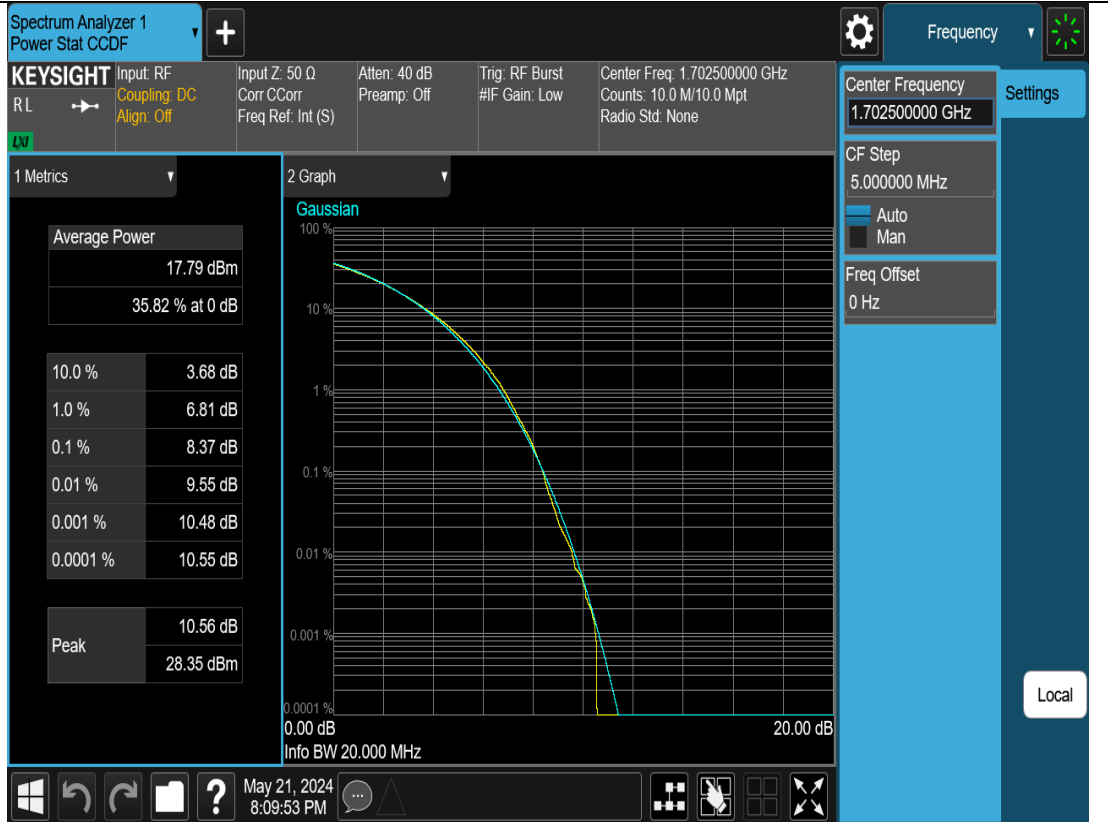 Spectrum Analyzer 1
Power Stat CCDF
+
Frequency
KEYSIGHT
R L
LXI
Input: RF
Coupling: DC
Align: Off
Input Z: 50 Ω
Corr CCorr
Freq Ref: Int (S)
Atten: 40 dB
Preamp: Off
Trig: RF Burst
#IF Gain: Low
Center Freq: 1.702500000 GHz
Counts: 10.0 M/10.0 Mpt
Radio Std: None
Center Frequency
1.702500000 GHz
Settings
CF Step
5.000000 MHz
Auto
Man
Freq Offset
0 Hz
Local
1 Metrics
Average Power
17.79 dBm
35.82 % at 0 dB
10.0 % 3.68 dB
1.0 % 6.81 dB
0.1 % 8.37 dB
0.01 % 9.55 dB
0.001 % 10.48 dB
0.0001 % 10.55 dB
Peak
10.56 dB
28.35 dBm
2 Graph
Gaussian
100 %
10 %
1 %
0.1 %
0.01 %
0.001 %
0.0001 %
0.00 dB 20.00 dB
Info BW 20.000 MHz
?
May 21, 2024
8:09:53 PM